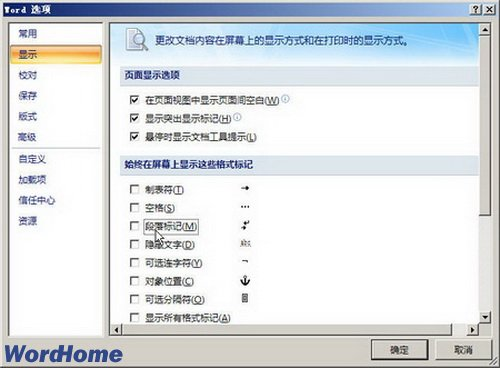 Word 选项
常用
显示
校对
保存
版式
高级
自定义
加载项
信任中心
资源
更改文档内容在屏幕上的显示方式和在打印时的显示方式。
页面显示选项
在页面视图中显示页面间空白(W)
显示突出显示标记(H)
悬停时显示文档工具提示(L)
始终在屏幕上显示这些格式标记
制表符(T)
空格(S)
段落标记(M)
隐藏文字(D)
可选连字符(Y)
对象位置(C)
可选分隔符(O)
显示所有格式标记(A)
确定
取消
WordHome